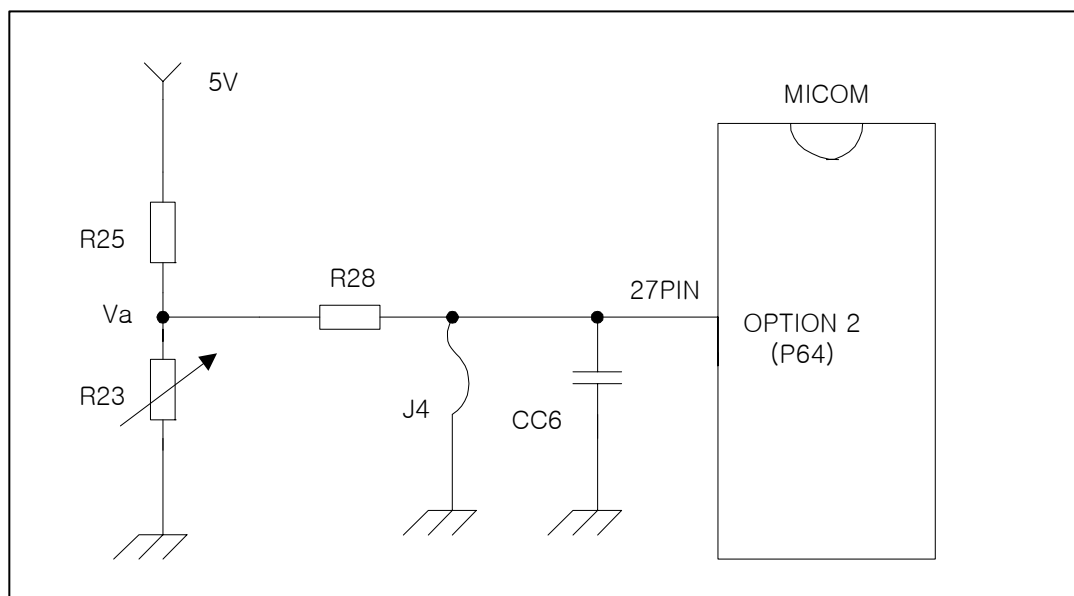 5V
MICOM
R25
R28
27PIN
Va
OPTION 2
(P64)
R23
J4
CC6